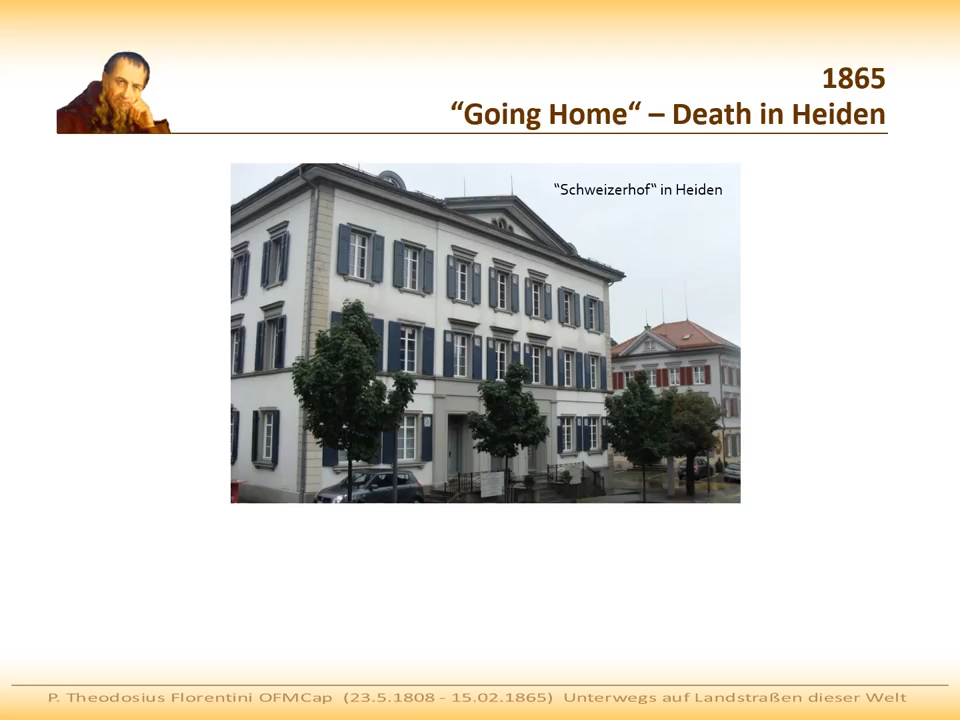 1865
“Going Home“ – Death in Heiden
“Schweizerhof“ in Heiden
P. Theodosius Florentini OFMCap (23.5.1808 - 15.02.1865) Unterwegs auf Landstraßen dieser Welt